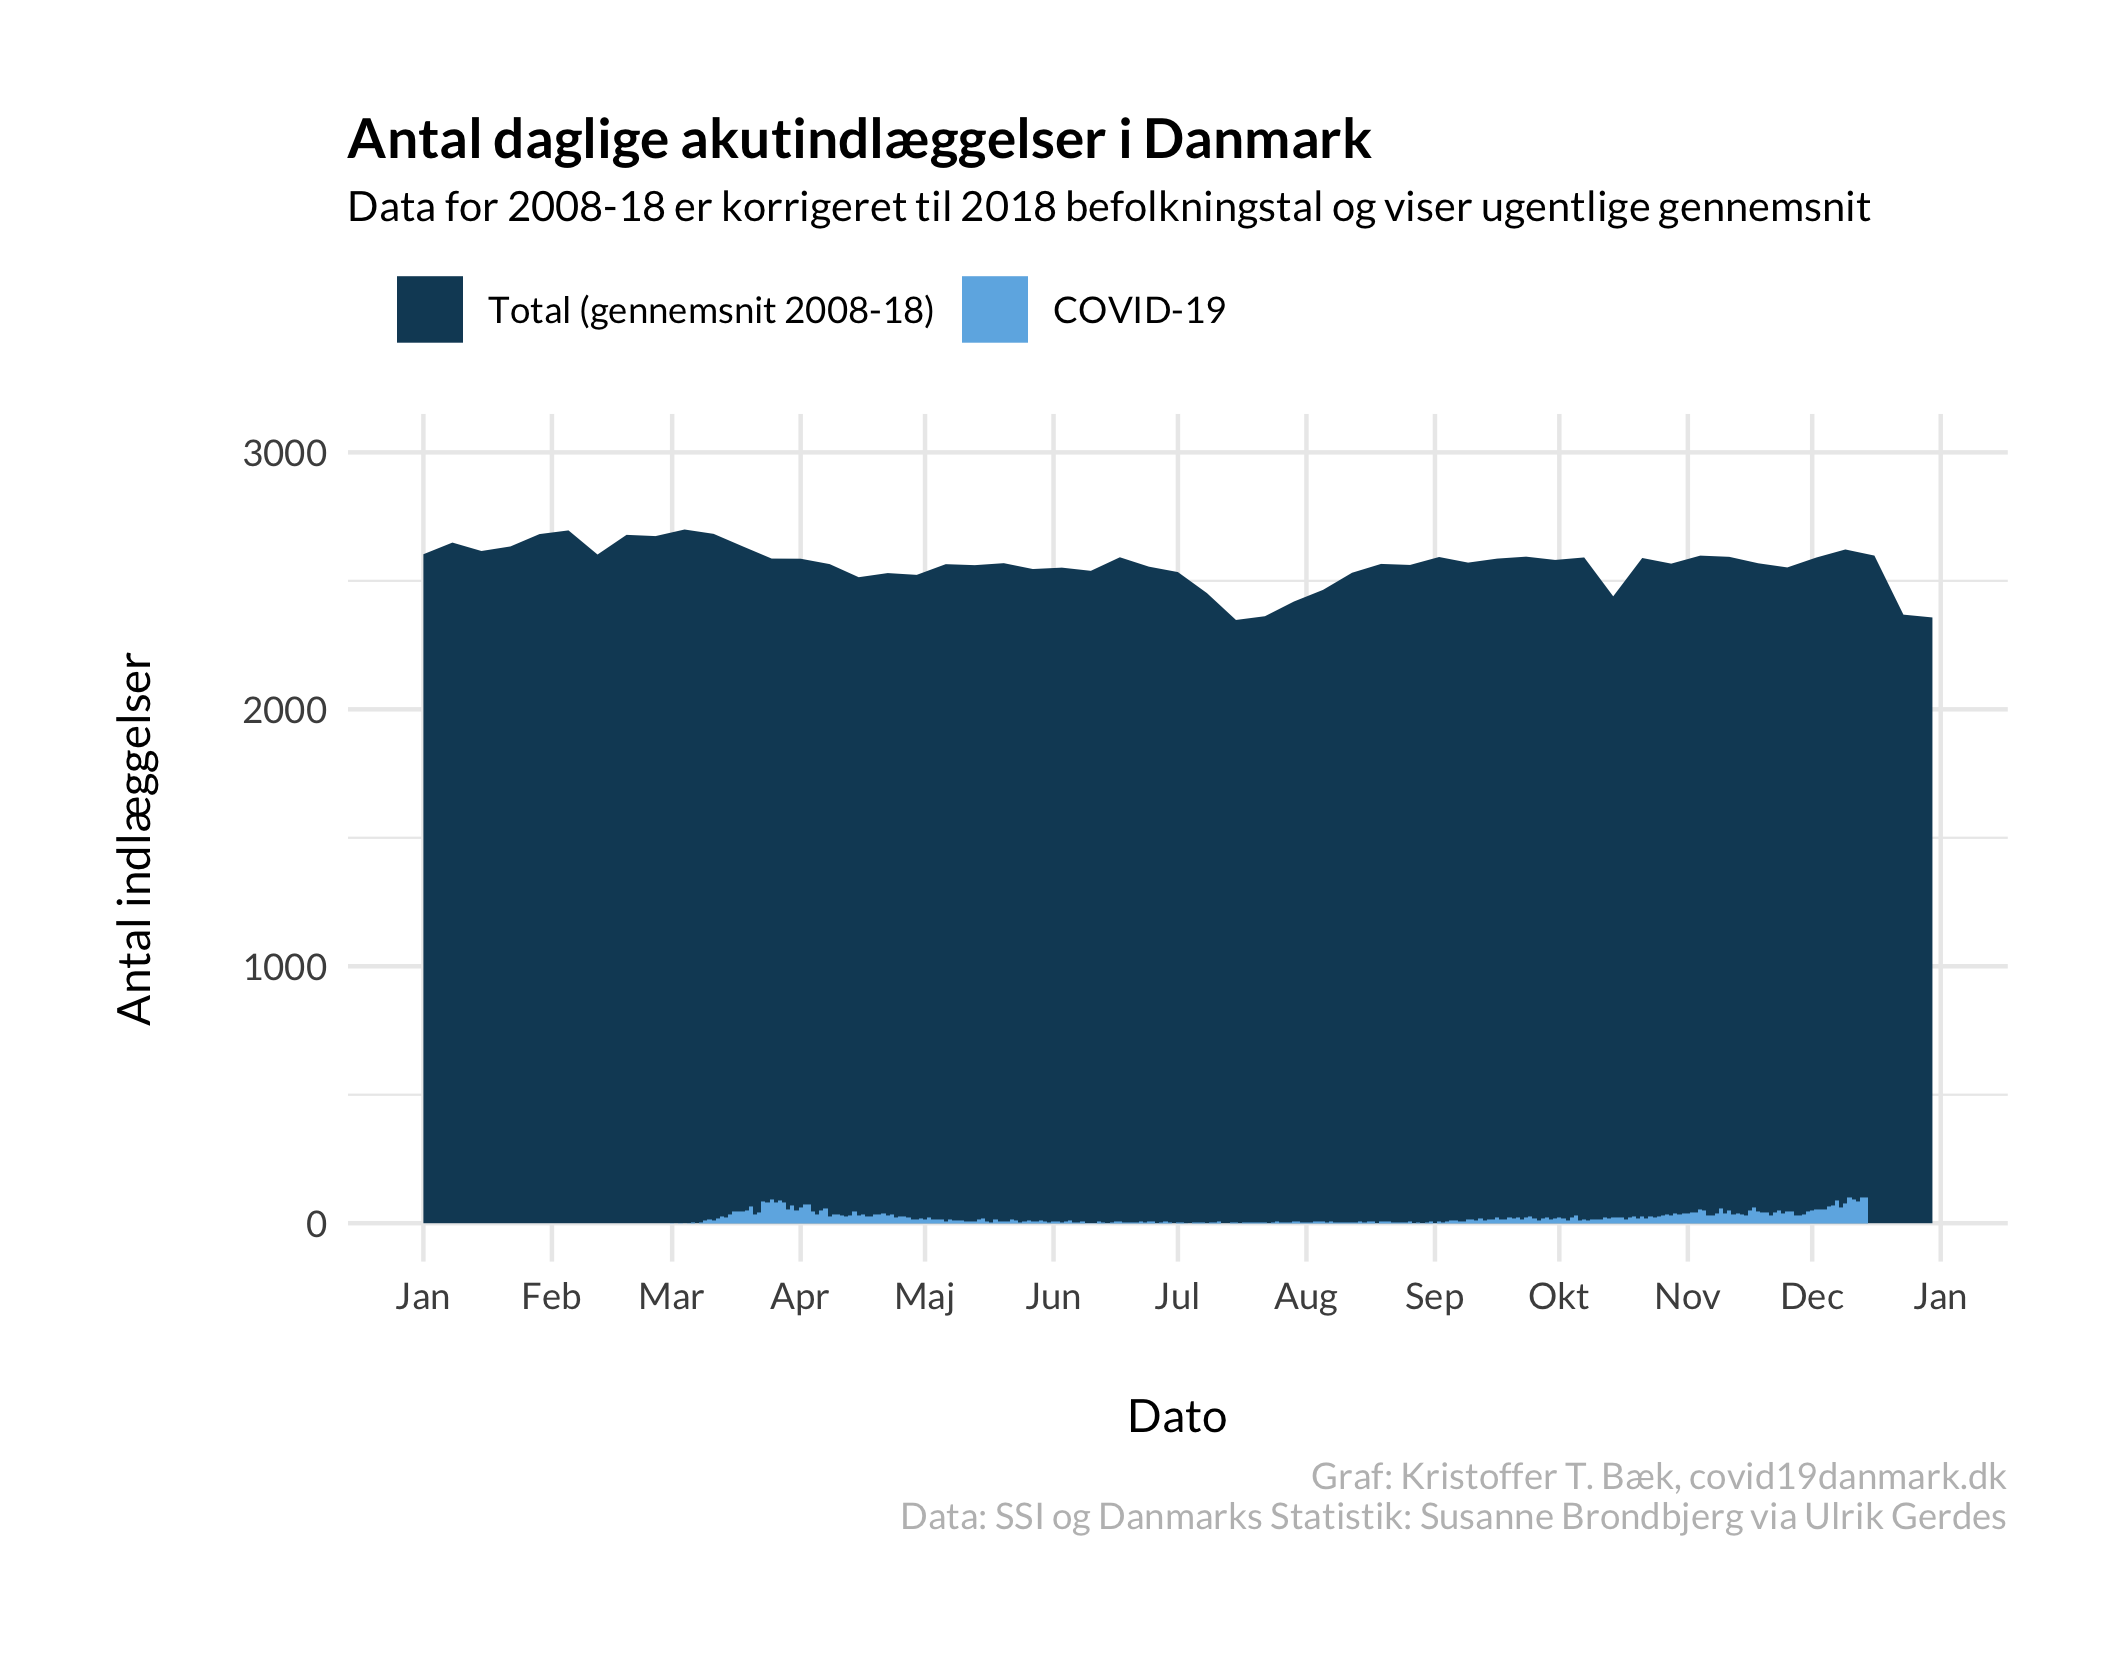 Antal daglige akutindlæggelser i Danmark
Data for 2008-18 er korrigeret til 2018 befolkningstal og viser ugentlige gennemsnit
Total (gennemsnit 2008-18) COVID-19
Antal indlæggelser
3000
2000
1000
0
Jan Feb Mar Apr Maj Jun Jul Aug Sep Okt Nov Dec Jan
Dato
Graf: Kristoffer T. Bæk, covid19danmark.dk
Data: SSI og Danmarks Statistik: Susanne Brondbjerg via Ulrik Gerdes